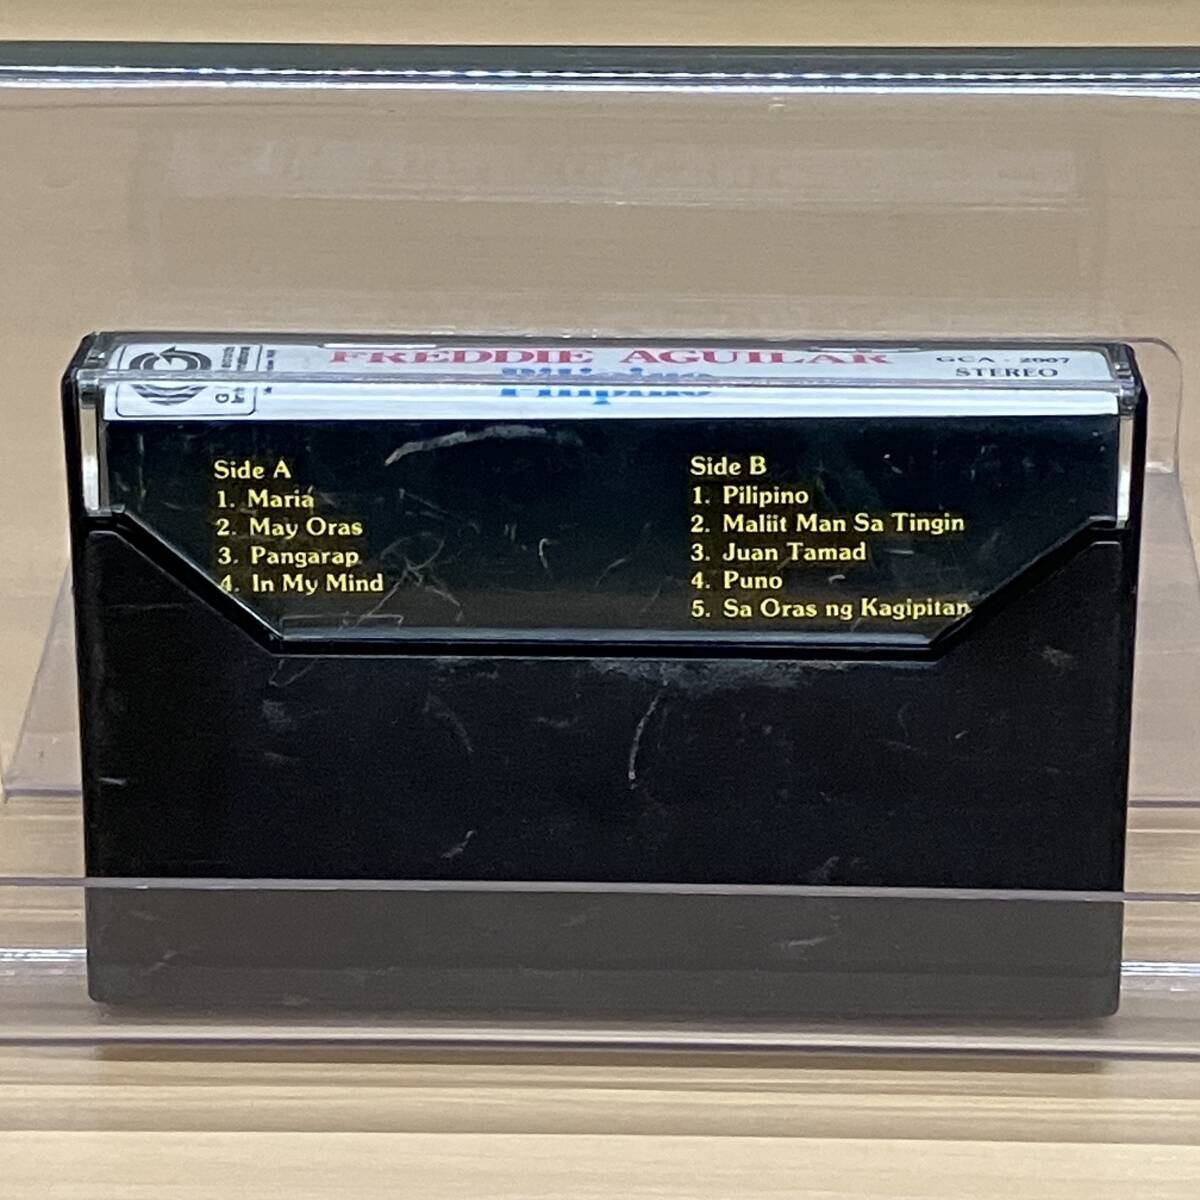 FREDDIE AGUILAR
Pilipino
GCA - 2007
STEREO
Side A
1. Maria
2. May Oras
3. Pangarap
4. In My Mind
Side B
1. Pilipino
2. Maliit Man Sa Tingin
3. Juan Tamad
4. Puno
5. Sa Oras ng Kagipitan